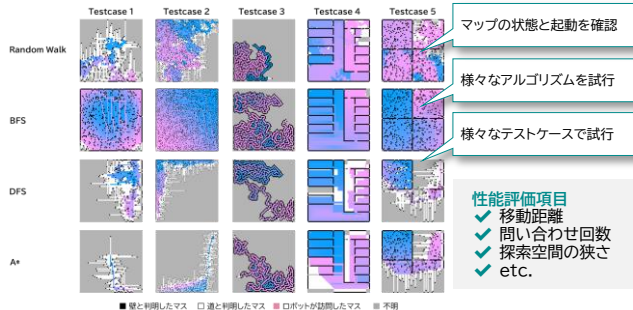 Testcase 1 Testcase 2 Testcase 3 Testcase 4 Testcase 5
Random Walk
BFS
DFS
A*
■ 壁と判明したマス □ 道と判明したマス ■ ロボットが訪問したマス ■ 不明
マップの状態と起動を確認
様々なアルゴリズムを試行
様々なテストケースで試行
性能評価項目
✔ 移動距離
✔ 問い合わせ回数
✔ 探索空間の狭さ
✔ etc.